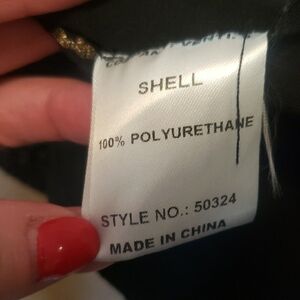 SHELL
100% POLYURETHANE
STYLE NO.: 50324
MADE IN CHINA